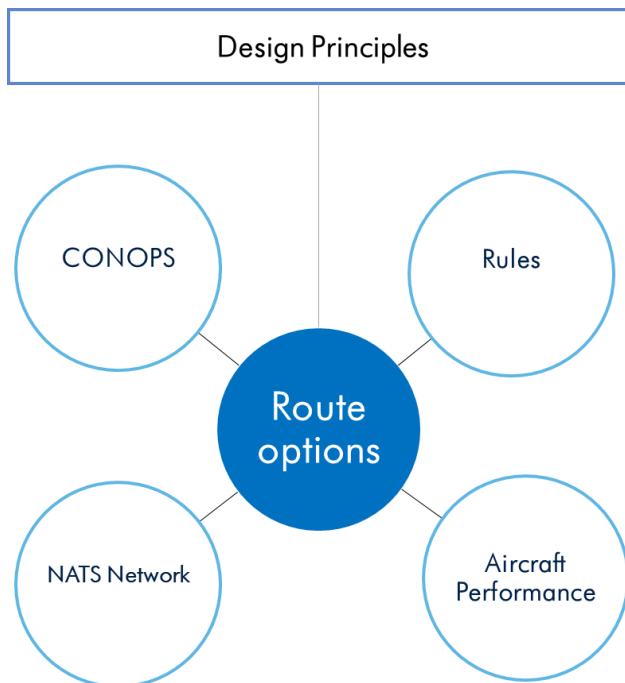 Design Principles
CONOPS
Rules
Route
options
NATS Network
Aircraft
Performance